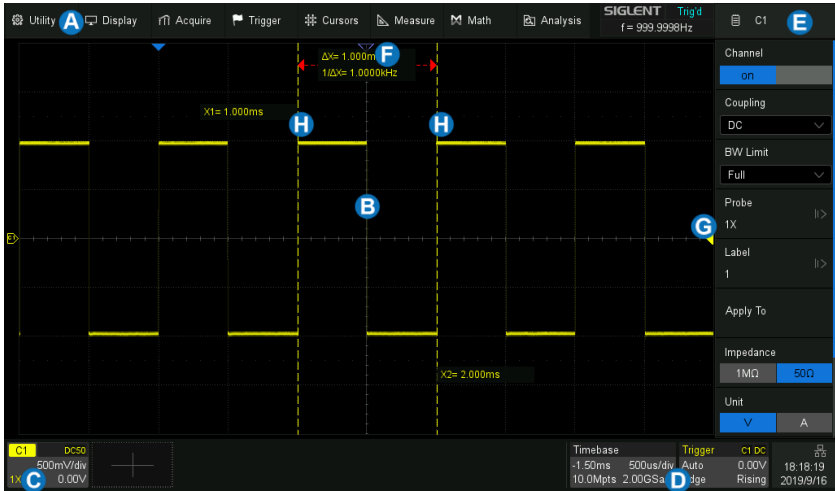 Utility A Display Acquire Trigger Cursors Measure Math Analysis SIGLENT Trig'd C1 E
f = 999.9998Hz
ΔX= 1.000m F
1/ΔX= 1.0000kHz
X1= 1.000ms
H H
B
G
C1
X2= 2.000ms
Channel
on
Coupling
DC
BW Limit
Full
Probe
1X
Label
1
Apply To
Impedance
1MΩ 50Ω
Unit
V A
C1 DC50
500mV/div
1X C 0.00V
Timebase
-1.50ms 500us/div
10.0Mpts 2.00GSa
D
Trigger C1 DC
Auto 0.00V
Rising
18:18:19
2019/9/16